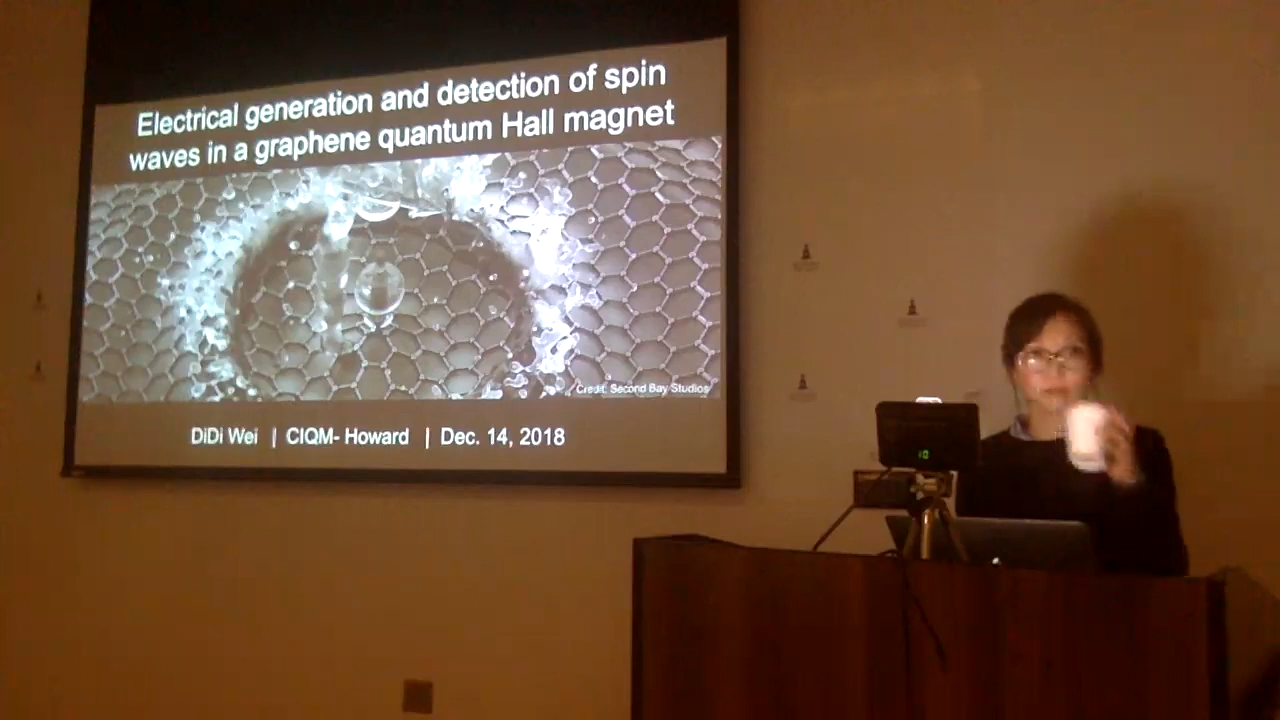 Electrical generation and detection of spin
waves in a graphene quantum Hall magnet
Credit: Second Bay Studios
DiDi Wei | CIQM- Howard | Dec. 14, 2018
10